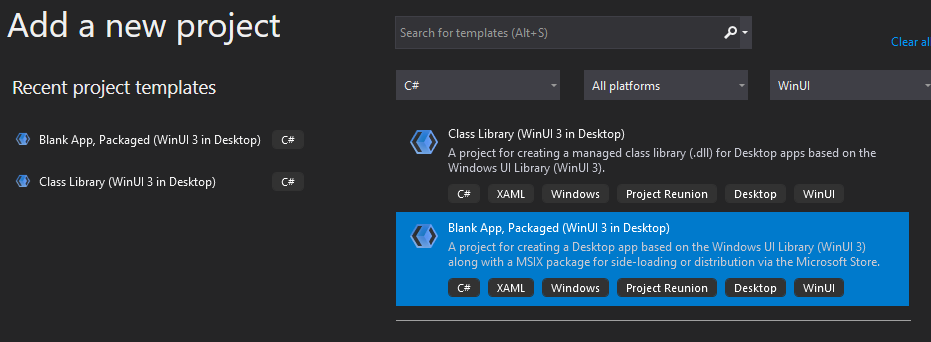 Add a new project
Search for templates (Alt+S)
Clear al
Recent project templates
C#
All platforms
WinUI
Blank App, Packaged (WinUI 3 in Desktop)
C#
Class Library (WinUI 3 in Desktop)
C#
Class Library (WinUI 3 in Desktop)
A project for creating a managed class library (.dll) for Desktop apps based on the
Windows UI Library (WinUI 3).
C# XAML Windows Project Reunion Desktop WinUI
Blank App, Packaged (WinUI 3 in Desktop)
A project for creating a Desktop app based on the Windows UI Library (WinUI 3)
along with a MSIX package for side-loading or distribution via the Microsoft Store.
C# XAML Windows Project Reunion Desktop WinUI